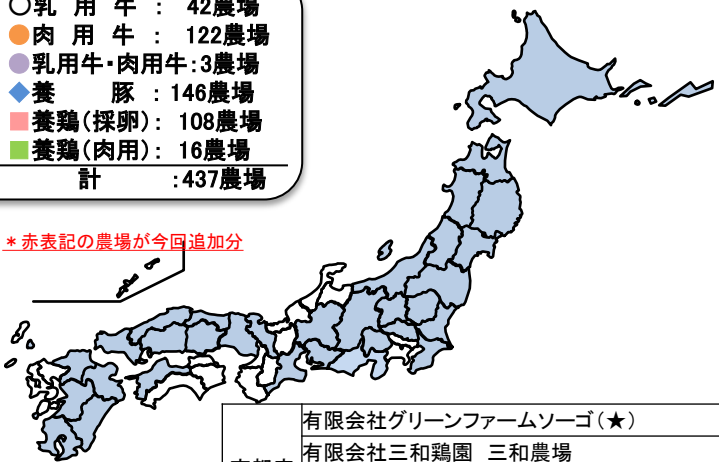 ○乳 用 牛 : 42農場
●肉 用 牛 : 122農場
●乳用牛・肉用牛:3農場
◆養 豚 :146農場
■養鶏(採卵): 108農場
■養鶏(肉用): 16農場
計 :437農場
*赤表記の農場が今回追加分
有限会社グリーンファームソーゴ(★)
有限会社三和鶏園 三和農場